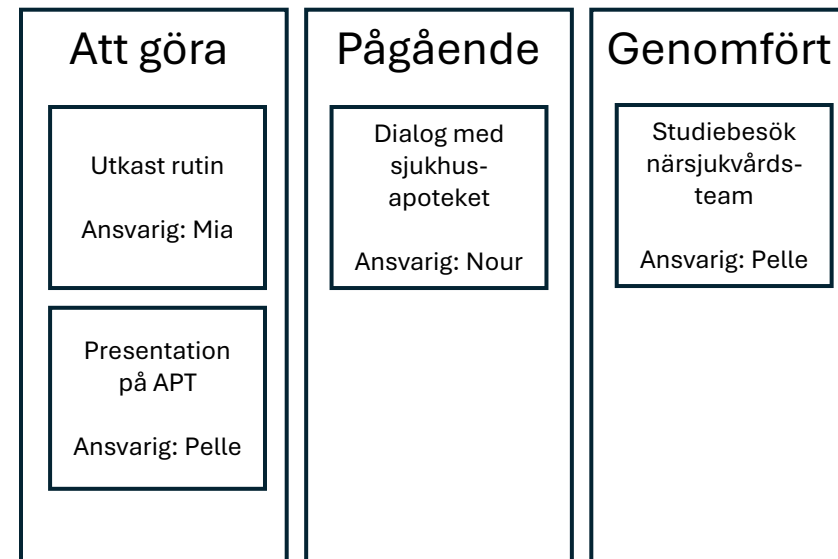 Att göra
Utkast rutin
Ansvarig: Mia
Presentation
på APT
Ansvarig: Pelle
Pågående
Dialog med
sjukhus-
apoteket
Ansvarig: Nour
Genomfört
Studiebesök
närsjukvårds-
team
Ansvarig: Pelle